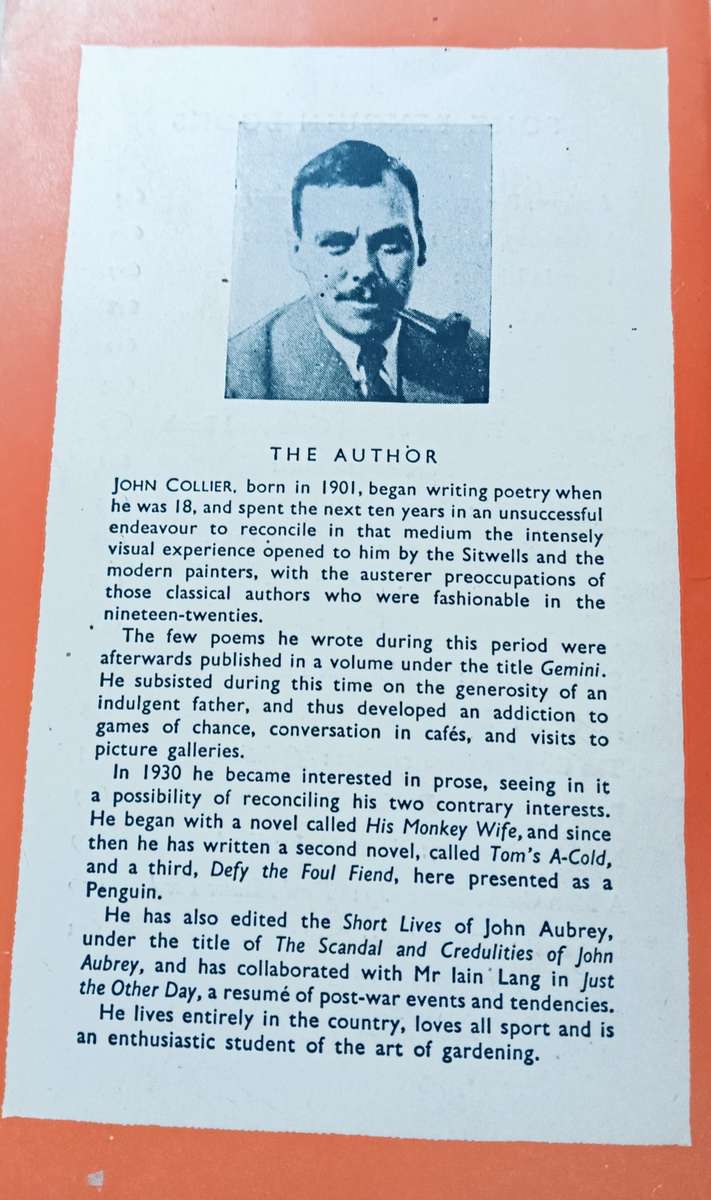 THE AUTHOR
JOHN COLLIER, born in 1901, began writing poetry when
he was 18, and spent the next ten years in an unsuccessful
endeavour to reconcile in that medium the intensely
visual experience opened to him by the Sitwells and the
modern painters, with the austerer preoccupations of
those classical authors who were fashionable in the
nineteen-twenties.
The few poems he wrote during this period were
afterwards published in a volume under the title Gemini.
He subsisted during this time on the generosity of an
indulgent father, and thus developed an addiction to
games of chance, conversation in cafés, and visits to
picture galleries.
In 1930 he became interested in prose, seeing in it
a possibility of reconciling his two contrary interests.
He began with a novel called His Monkey Wife, and since
then he has written a second novel, called Tom's A-Cold,
and a third, Defy the Foul Fiend, here presented as a
Penguin.
He has also edited the Short Lives of John Aubrey,
under the title of The Scandal and Credulities of John
Aubrey, and has collaborated with Mr Iain Lang in Just
the Other Day, a resumé of post-war events and tendencies.
He lives entirely in the country, loves all sport and is
an enthusiastic student of the art of gardening.